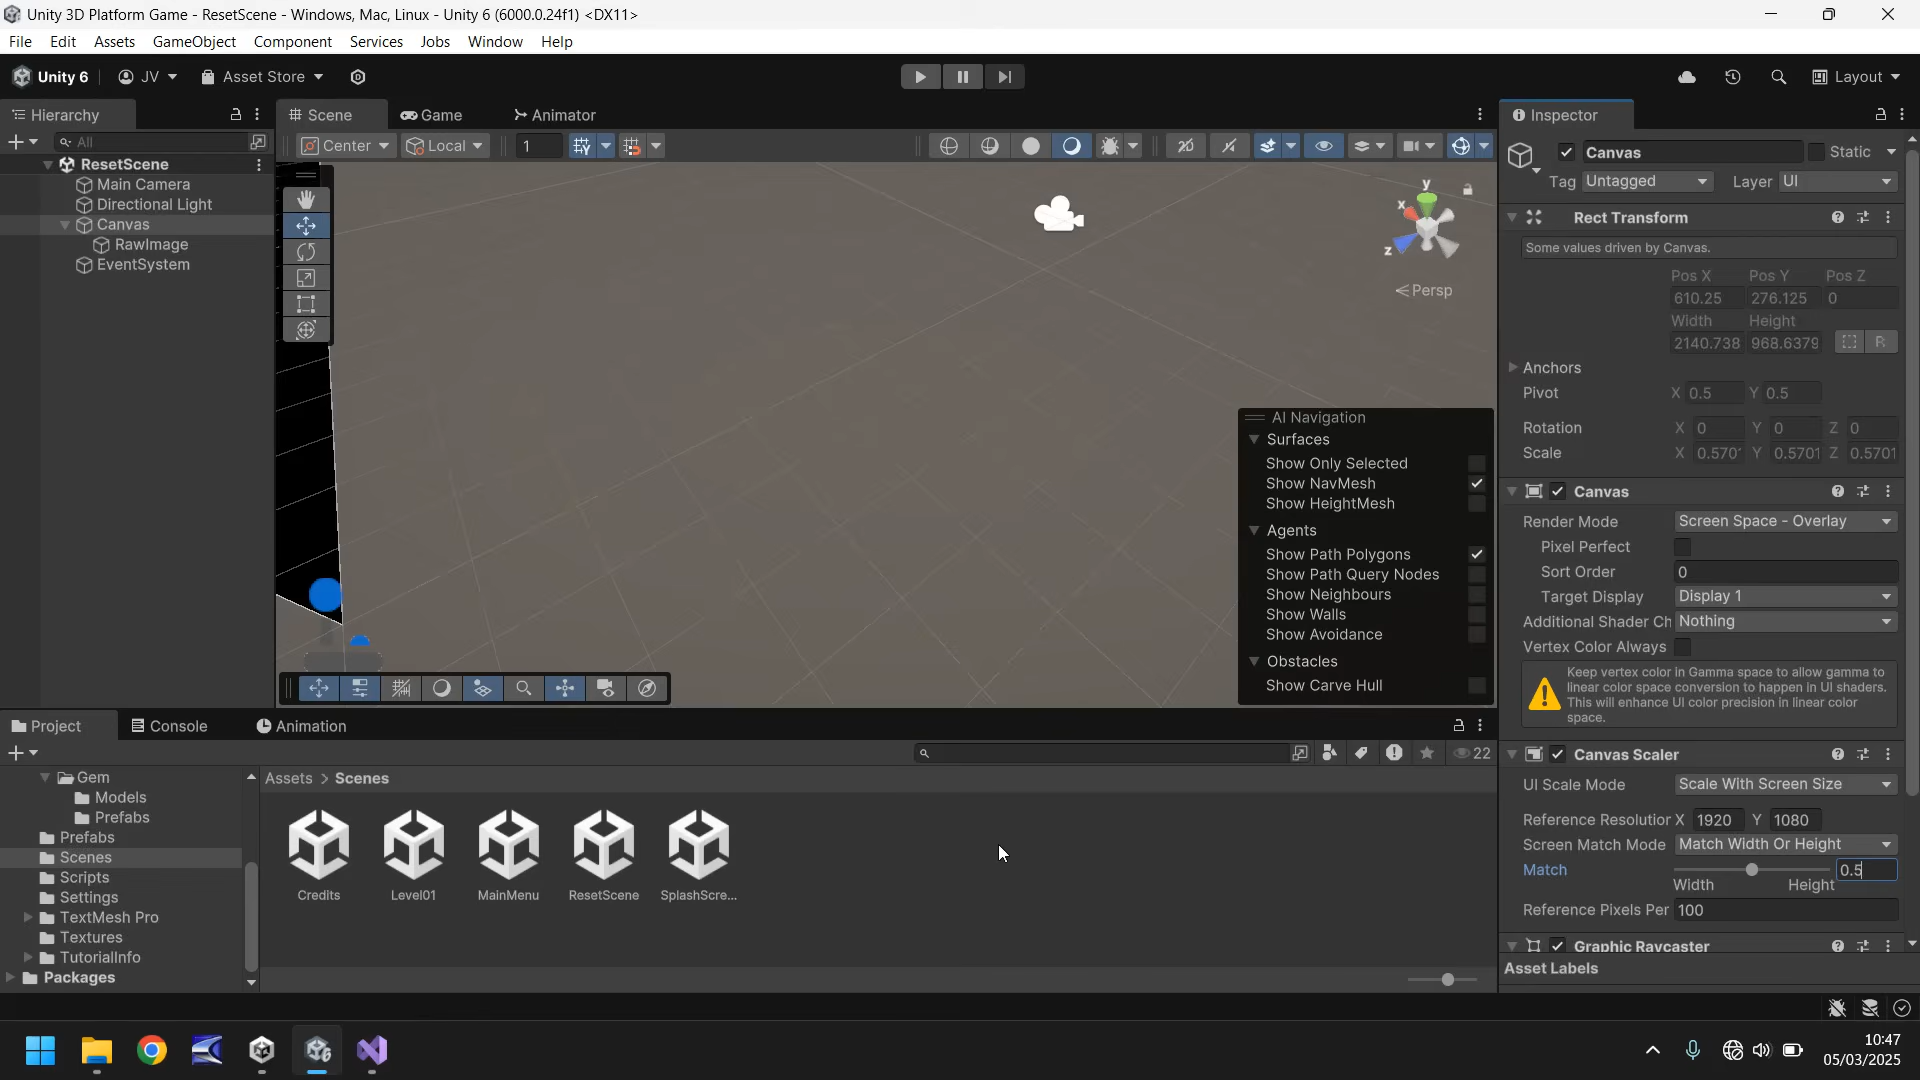 Unity 3D Platform Game - ResetScene - Windows, Mac, Linux - Unity 6 (6000.0.24f1) <DX11>
File Edit Assets GameObject Component Services Jobs Window Help
Unity 6 JV Asset Store Layout
Hierarchy
All
ResetScene
Main Camera
Directional Light
Canvas
RawImage
EventSystem
Scene Game Animator
Center Local 1 2D
y
x
z
Persp
AI Navigation
Surfaces
Show Only Selected
Show NavMesh
Show HeightMesh
Agents
Show Path Polygons
Show Path Query Nodes
Show Neighbours
Show Walls
Show Avoidance
Obstacles
Show Carve Hull
Inspector
Canvas Static
Tag Untagged Layer UI
Rect Transform
Some values driven by Canvas.
Pos X Pos Y Pos Z
610.25 276.125 0
Width Height
2140.738 968.6379 R
Anchors
Pivot X 0.5 Y 0.5
Rotation X 0 Y 0 Z 0
Scale X 0.570 Y 0.5701 Z 0.5701
Canvas
Render Mode Screen Space - Overlay
Pixel Perfect
Sort Order 0
Target Display Display 1
Additional Shader Ch Nothing
Vertex Color Always
Keep vertex color in Gamma space to allow gamma to
linear color space conversion to happen in UI shaders.
This will enhance UI color precision in linear color
space.
Canvas Scaler
UI Scale Mode Scale With Screen Size
Reference Resolution X 1920 Y 1080
Screen Match Mode Match Width Or Height
Match 0.5
Width Height
Reference Pixels Per 100
Graphic Raycaster
Asset Labels
Project Console Animation
22
Gem
Models
Prefabs
Prefabs
Scenes
Scripts
Settings
TextMesh Pro
Textures
TutorialInfo
Packages
Assets > Scenes
Credits Level01 MainMenu ResetScene SplashScre...
10:47
05/03/2025